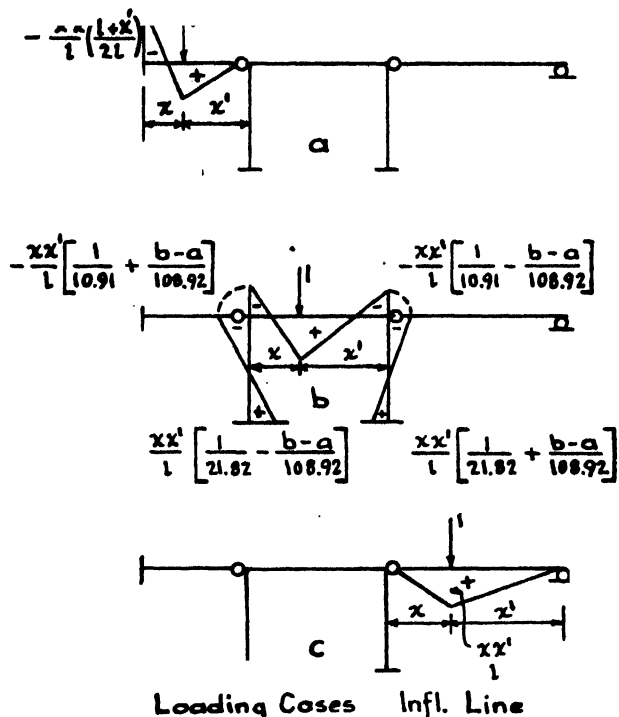 - xx/l (l+x'/2l)
- +
x x'
a
- xx'/l [1/10.91 + b-a/108.92] 1 - xx'/l [1/10.91 - b-a/108.92]
- - + - -
x x'
+ b +
xx'/l [1/21.82 - b-a/108.92] xx'/l [1/21.82 + b-a/108.92]
1
+
x x'
c xx'/l
Loading Cases Infl. Line